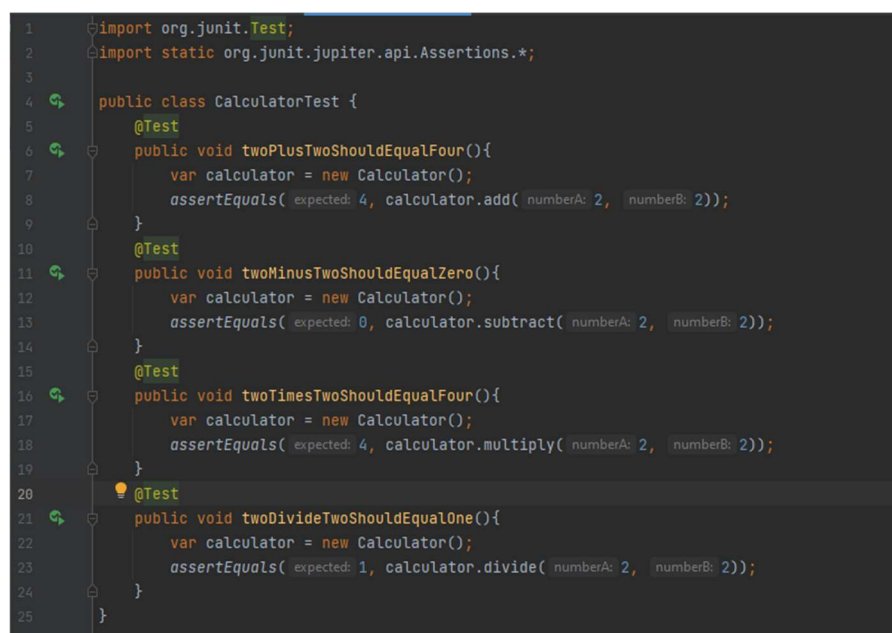 1 import org.junit.Test;
2 import static org.junit.jupiter.api.Assertions.*;
3
4 public class CalculatorTest {
5 @Test
6 public void twoPlusTwoShouldEqualFour(){
7 var calculator = new Calculator();
8 assertEquals( expected: 4, calculator.add( numberA: 2, numberB: 2));
9 }
10 @Test
11 public void twoMinusTwoShouldEqualZero(){
12 var calculator = new Calculator();
13 assertEquals( expected: 0, calculator.subtract( numberA: 2, numberB: 2));
14 }
15 @Test
16 public void twoTimesTwoShouldEqualFour(){
17 var calculator = new Calculator();
18 assertEquals( expected: 4, calculator.multiply( numberA: 2, numberB: 2));
19 }
20 @Test
21 public void twoDivideTwoShouldEqualOne(){
22 var calculator = new Calculator();
23 assertEquals( expected: 1, calculator.divide( numberA: 2, numberB: 2));
24 }
25 }